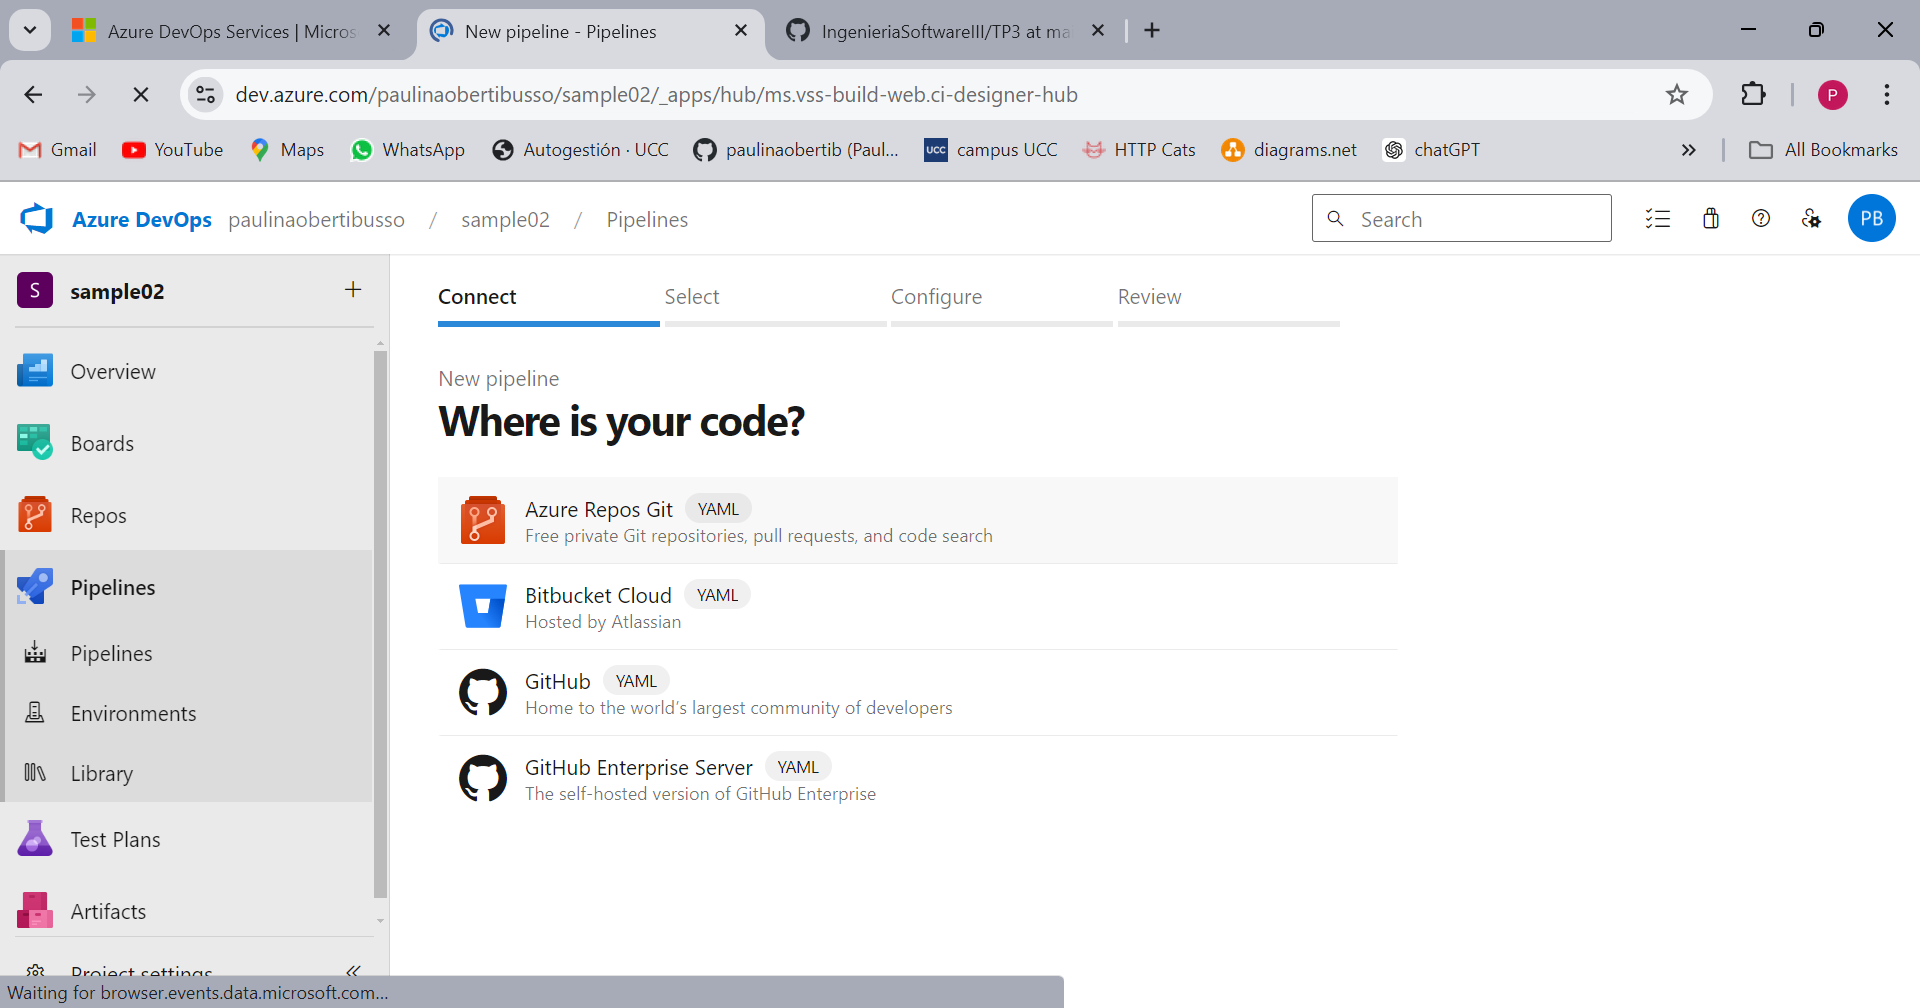 Azure DevOps Services | Micros
New pipeline - Pipelines
IngenieriaSoftwareIII/TP3 at ma
dev.azure.com/paulinaobertibusso/sample02/_apps/hub/ms.vss-build-web.ci-designer-hub
P
Gmail
YouTube
Maps
WhatsApp
Autogestión · UCC
paulinaobertib (Paul...
UCC
campus UCC
HTTP Cats
diagrams.net
chatGPT
All Bookmarks
Azure DevOps
paulinaobertibusso / sample02 / Pipelines
Search
PB
S
sample02
Overview
Boards
Repos
Pipelines
Pipelines
Environments
Library
Test Plans
Artifacts
Project settings
Connect
Select
Configure
Review
New pipeline
Where is your code?
Azure Repos Git YAML
Free private Git repositories, pull requests, and code search
Bitbucket Cloud YAML
Hosted by Atlassian
GitHub YAML
Home to the world's largest community of developers
GitHub Enterprise Server YAML
The self-hosted version of GitHub Enterprise
Waiting for browser.events.data.microsoft.com...